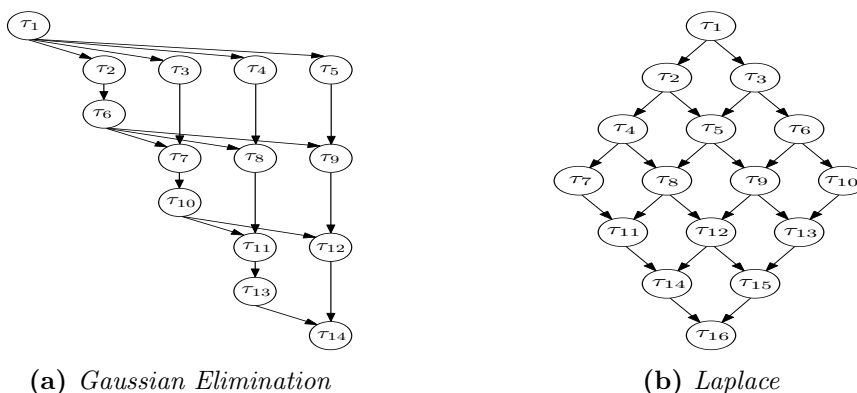 τ1
τ2 τ3 τ4 τ5
τ6
τ7 τ8 τ9
τ10
τ11 τ12
τ13
τ14
(a) Gaussian Elimination
τ1
τ2 τ3
τ4 τ5 τ6
τ7 τ8 τ9 τ10
τ11 τ12 τ13
τ14 τ15
τ16
(b) Laplace